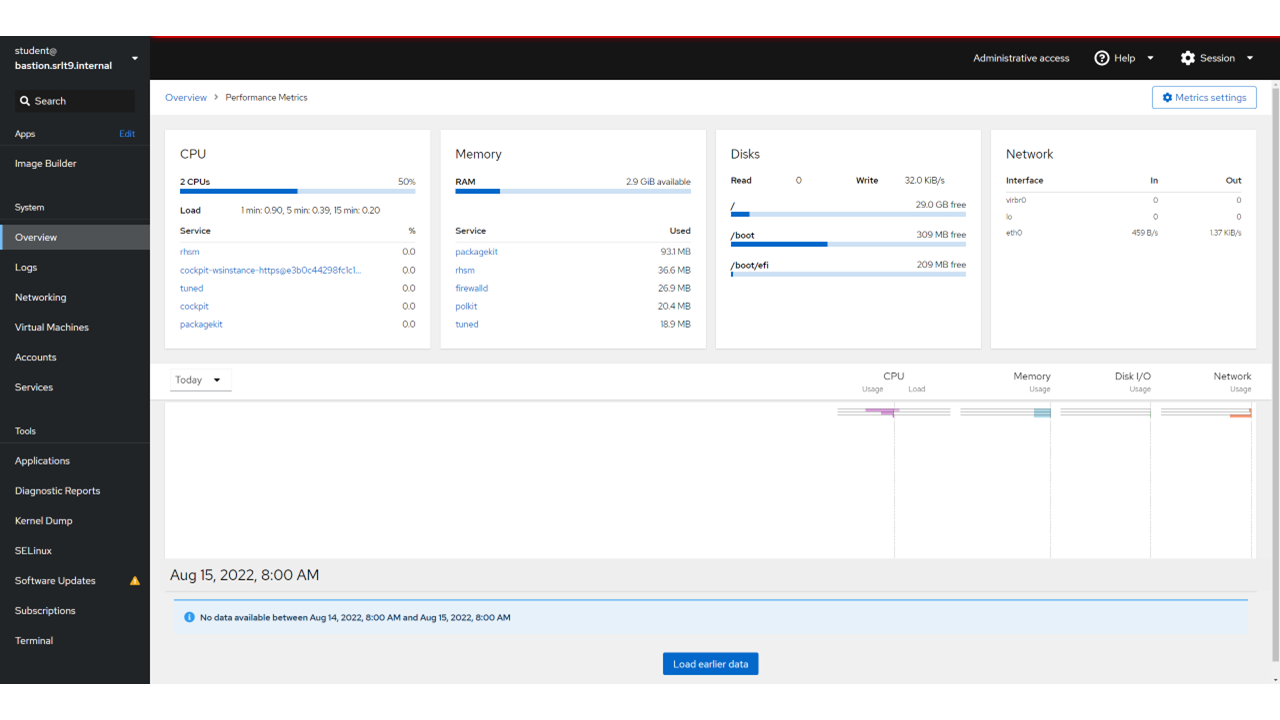 student@
bastion.srlt9.internal
Administrative access
Help
Session
Search
Apps Edit
Image Builder
System
Overview
Logs
Networking
Virtual Machines
Accounts
Services
Tools
Applications
Diagnostic Reports
Kernel Dump
SELinux
Software Updates
Subscriptions
Terminal
Overview > Performance Metrics
Metrics settings
CPU
2 CPUs 50%
Load 1 min: 0.90, 5 min: 0.39, 15 min: 0.20
Service %
rhsm 0.0
cockpit-wsinstance-https@e3b0c44298fc1c1... 0.0
tuned 0.0
cockpit 0.0
packagekit 0.0
Memory
RAM 2.9 GiB available
Service Used
packagekit 93.1 MB
rhsm 36.6 MB
firewalld 26.9 MB
polkit 20.4 MB
tuned 18.9 MB
Disks
Read 0 Write 32.0 KiB/s
/ 29.0 GB free
/boot 309 MB free
/boot/efi 209 MB free
Network
Interface In Out
virbr0 0 0
lo 0 0
eth0 459 B/s 1.37 KiB/s
Today
CPU Memory Disk I/O Network
Usage Load Usage Usage Usage
Aug 15, 2022, 8:00 AM
No data available between Aug 14, 2022, 8:00 AM and Aug 15, 2022, 8:00 AM
Load earlier data